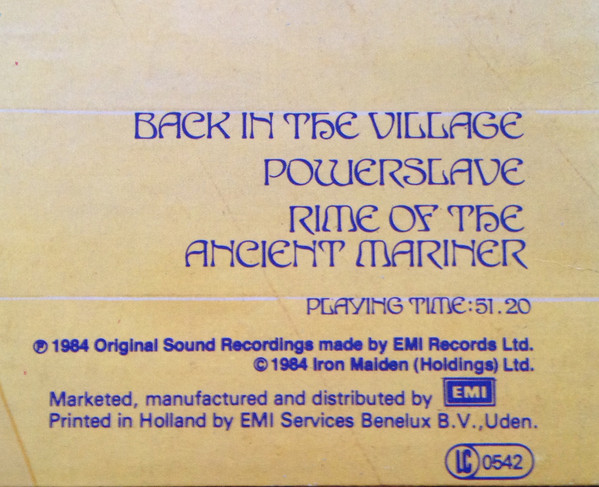 BACK IN THE VILLAGE
POWERSLAVE
RIME OF THE
ANCIENT MARINER
PLAYING TIME:51.20
℗ 1984 Original Sound Recordings made by EMI Records Ltd.
© 1984 Iron Maiden (Holdings) Ltd.
Marketed, manufactured and distributed by EMI
Printed in Holland by EMI Services Benelux B.V.,Uden.
LC 0542